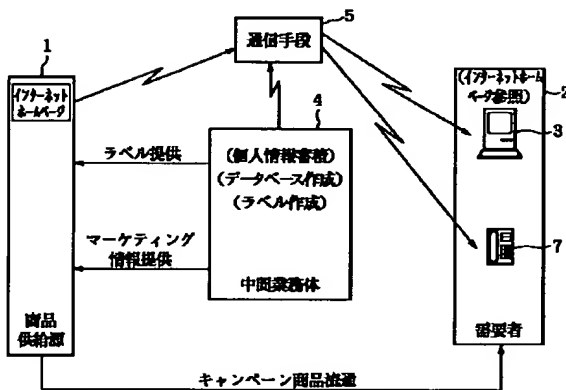 5
通信手段
1
インターネット
ホームページ
4
(インターネットホーム
ページ参照)
2
3
ラベル提供
(個人情報蓄積)
(データベース作成)
(ラベル作成)
マーケティング
情報提供
7
中間業務体
商品
供給源
需要者
キャンペーン商品流通